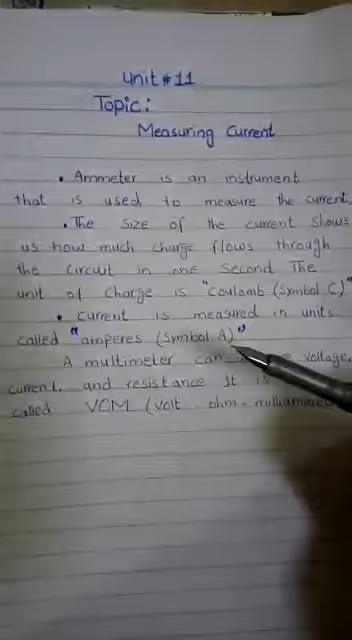 Unit # 11
Topic:
Measuring Current
• Ammeter is an instrument
that is used to measure the current.
• The size of the current shows
us how much charge flows through
the circuit in one second The
unit of charge is "Coulomb (symbol C)"
• Current is measured in units
called "amperes (symbol A)"
A multimeter can voltage,
current, and resistance It is
called VOM (volt - ohm -